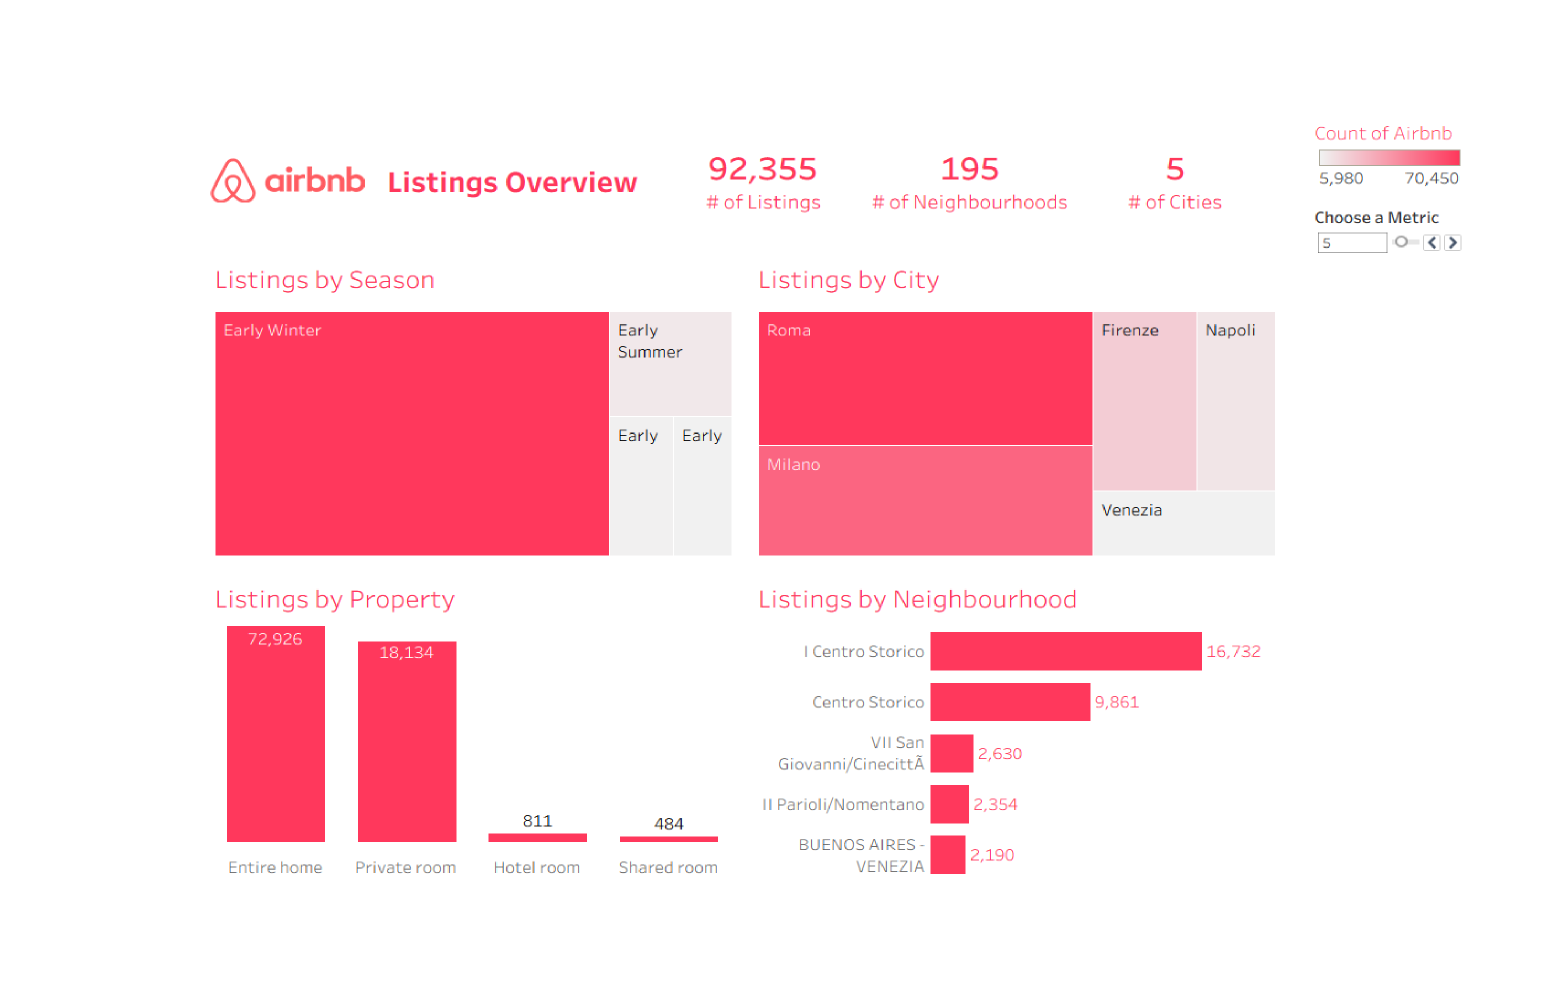 airbnb Listings Overview
92,355
# of Listings
195
# of Neighbourhoods
5
# of Cities
Count of Airbnb
5,980 70,450
Choose a Metric
5
Listings by Season
Early Winter
Early
Summer
Early
Early
Listings by City
Roma
Milano
Firenze
Napoli
Venezia
Listings by Property
72,926
18,134
811
484
Entire home
Private room
Hotel room
Shared room
Listings by Neighbourhood
I Centro Storico 16,732
Centro Storico 9,861
VII San
Giovanni/CinecittÃ 2,630
II Parioli/Nomentano 2,354
BUENOS AIRES -
VENEZIA 2,190